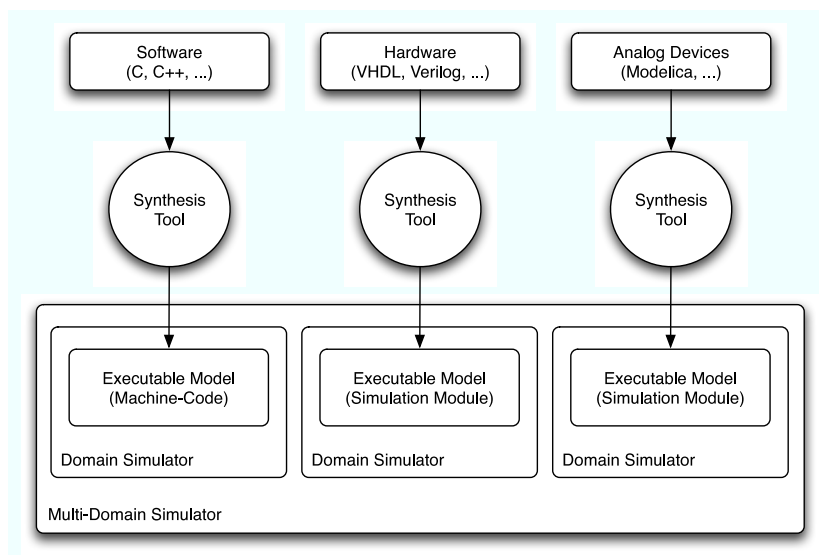 Software
(C, C++, ...)
Hardware
(VHDL, Verilog, ...)
Analog Devices
(Modelica, ...)
Synthesis
Tool
Synthesis
Tool
Synthesis
Tool
Executable Model
(Machine-Code)
Executable Model
(Simulation Module)
Executable Model
(Simulation Module)
Domain Simulator
Domain Simulator
Domain Simulator
Multi-Domain Simulator